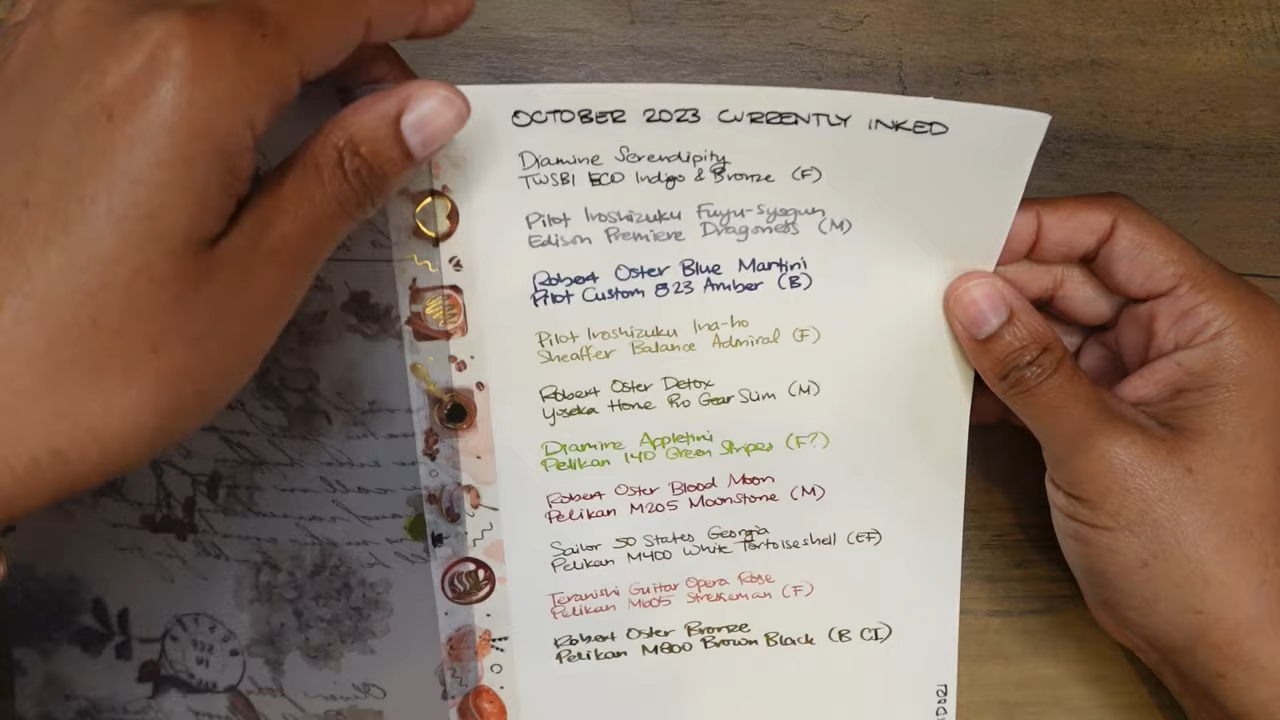 OCTOBER 2023 CURRENTLY INKED
Diamine Serendipity
TWSBI ECO Indigo & Bronze (F)
Pilot Iroshizuku Fuyu-syogun
Edison Premiere Dragoness (M)
Robert Oster Blue Martini
Pilot Custom 823 Amber (B)
Pilot Iroshizuku Ina-ho
Sheaffer Balance Admiral (F)
Robert Oster Detox
Yoseka Home Pro Gear Slim (M)
Diamine Appletini
Pelikan 140 Green Stripes (F?)
Robert Oster Blood Moon
Pelikan M205 Moonstone (M)
Sailor 50 States Georgia
Pelikan M400 White Tortoiseshell (EF)
Teranishi Guitar Opera Rose
Pelikan M605 Stresemann (F)
Robert Oster Bronze
Pelikan M800 Brown Black (B CI)